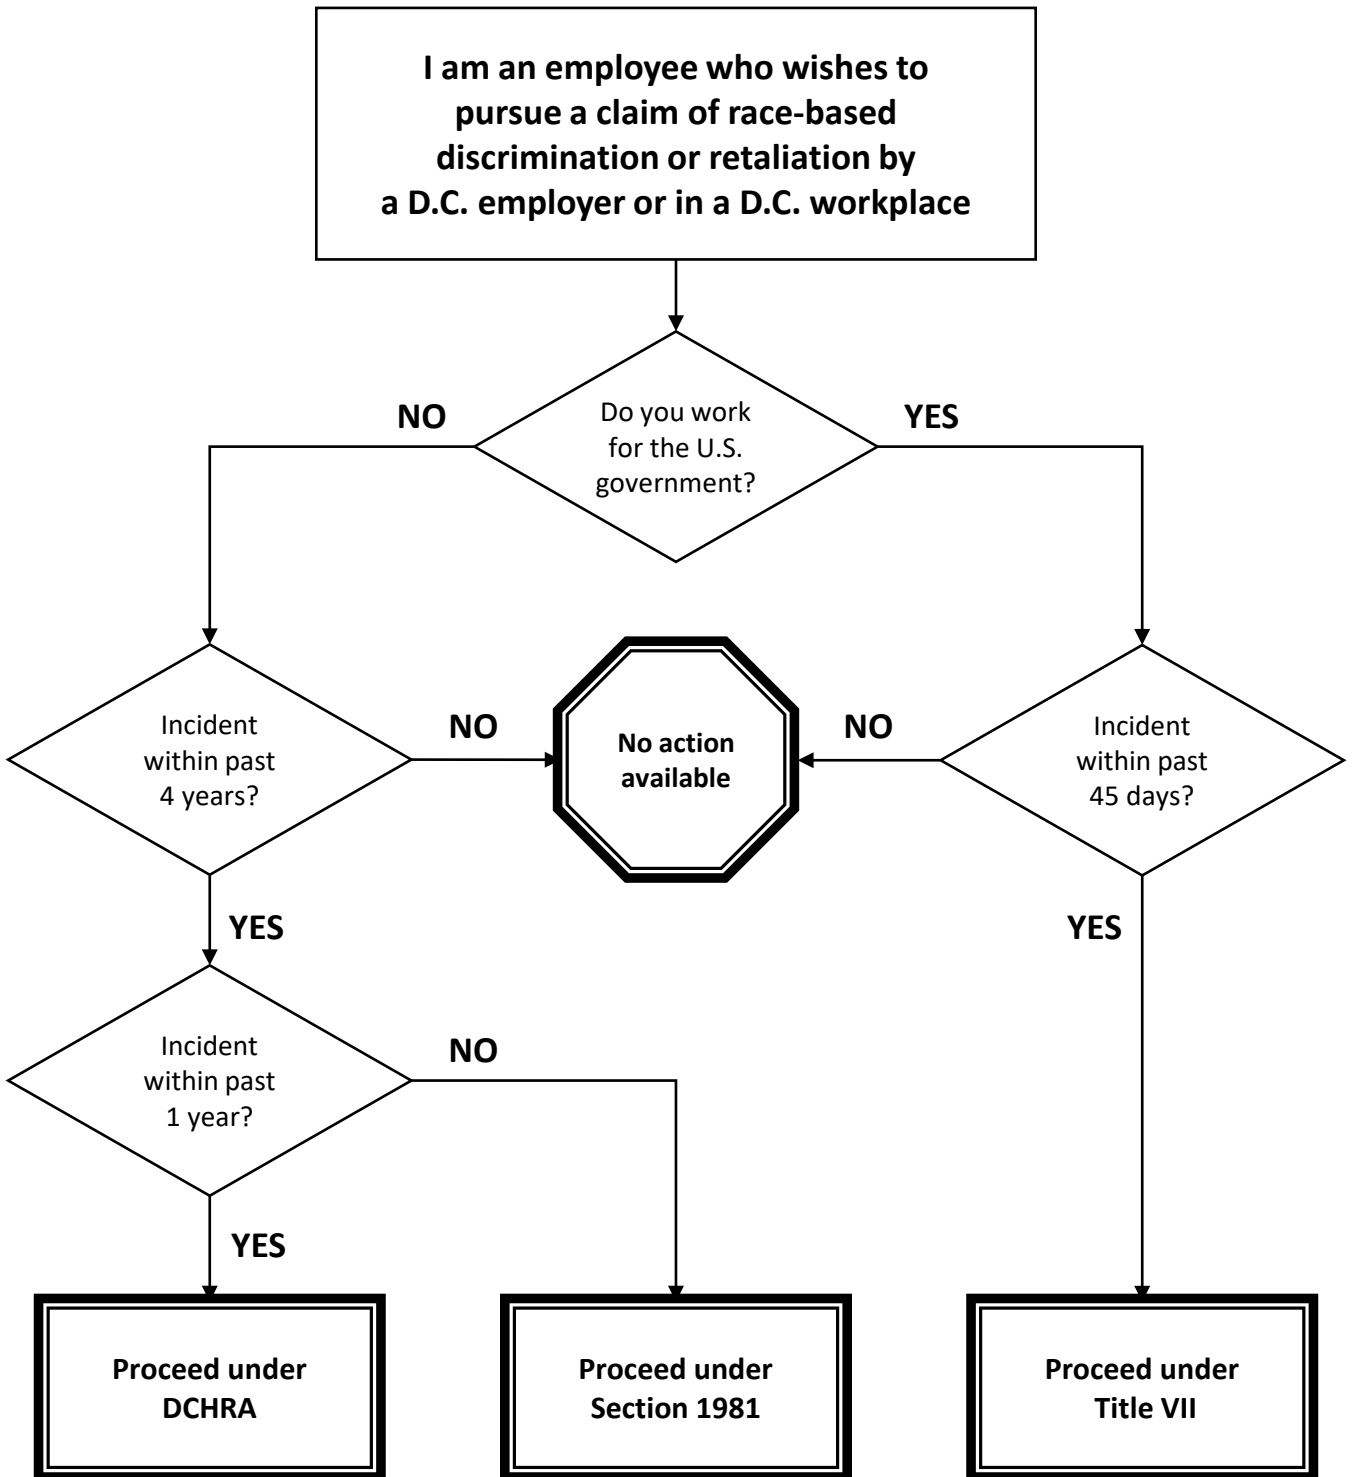 I am an employee who wishes to
pursue a claim of race-based
discrimination or retaliation by
a D.C. employer or in a D.C. workplace
NO
Do you work
for the U.S.
government?
YES
Incident
within past
4 years?
NO
No action
available
NO
Incident
within past
45 days?
YES
YES
Incident
within past
1 year?
NO
YES
Proceed under
DCHRA
Proceed under
Section 1981
Proceed under
Title VII